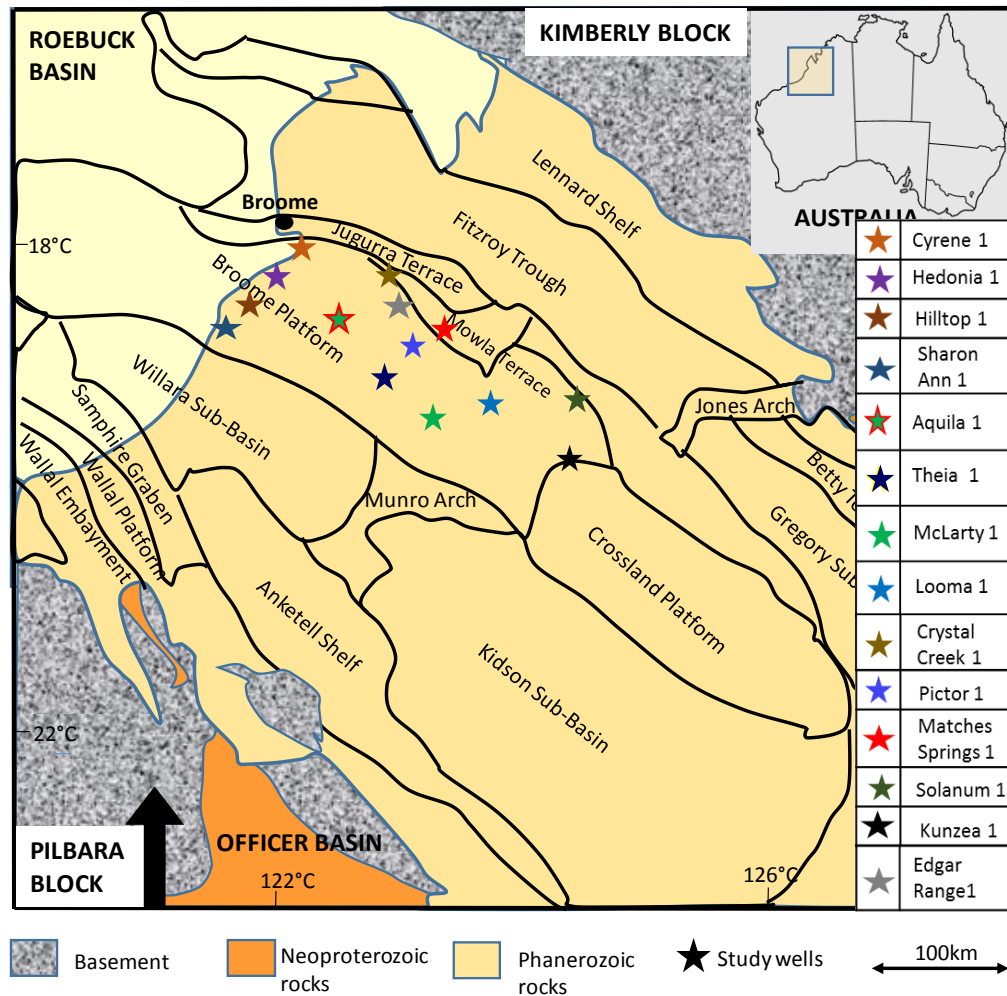 ROEBUCK
BASIN
KIMBERLY BLOCK
AUSTRALIA
Lennard Shelf
Fitzroy Trough
Broome
Jugurra Terrace
18°C
Broome Platform
Mowla Terrace
Willara Sub-Basin
Samphire Graben
Wallal Platform
Wallal Embayment
Jones Arch
Betty Te
Gregory Sub
Munro Arch
Crossland Platform
Anketell Shelf
Kidson Sub-Basin
22°C
PILBARA
BLOCK
OFFICER BASIN
122°C
126°C
Cyrene 1
Hedonia 1
Hilltop 1
Sharon
Ann 1
Aquila 1
Theia 1
McLarty 1
Looma 1
Crystal
Creek 1
Pictor 1
Matches
Springs 1
Solanum 1
Kunzea 1
Edgar
Range1
Basement
Neoproterozoic
rocks
Phanerozoic
rocks
Study wells
100km